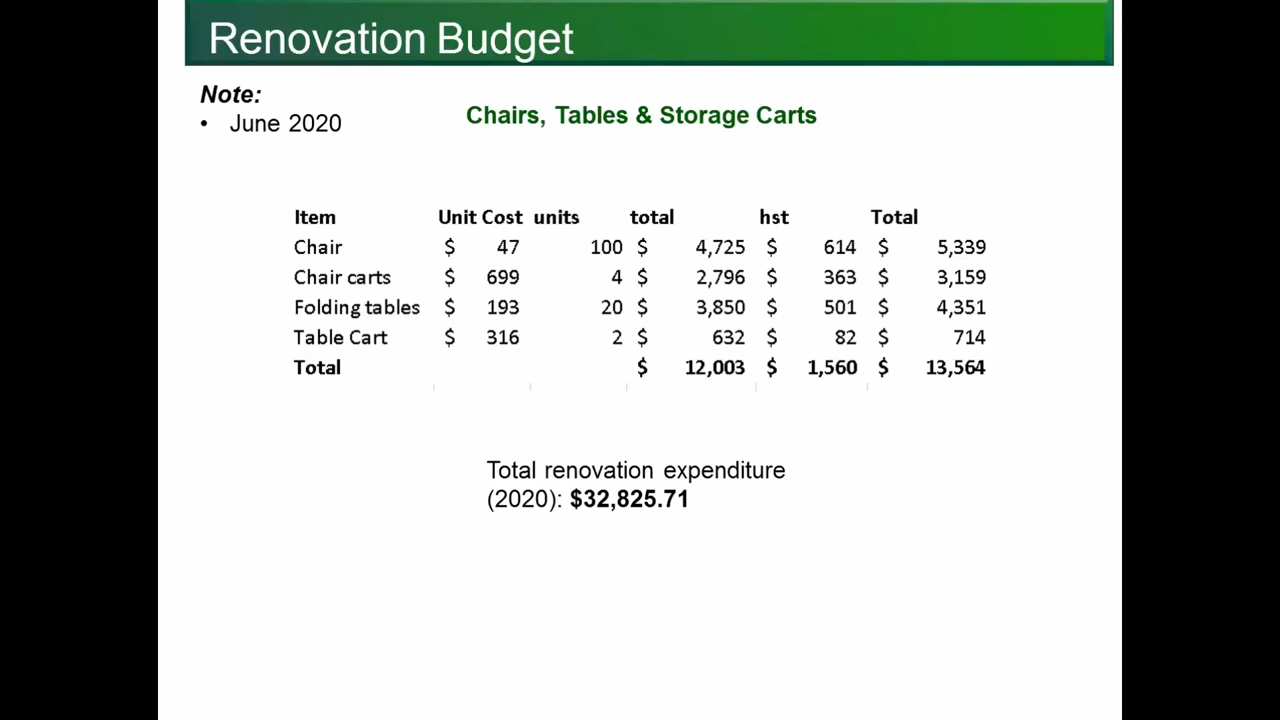 Renovation Budget
Note:
• June 2020
Chairs, Tables & Storage Carts
Item Unit Cost units total hst Total
Chair $ 47 100 $ 4,725 $ 614 $ 5,339
Chair carts $ 699 4 $ 2,796 $ 363 $ 3,159
Folding tables $ 193 20 $ 3,850 $ 501 $ 4,351
Table Cart $ 316 2 $ 632 $ 82 $ 714
Total $ 12,003 $ 1,560 $ 13,564
Total renovation expenditure
(2020): $32,825.71